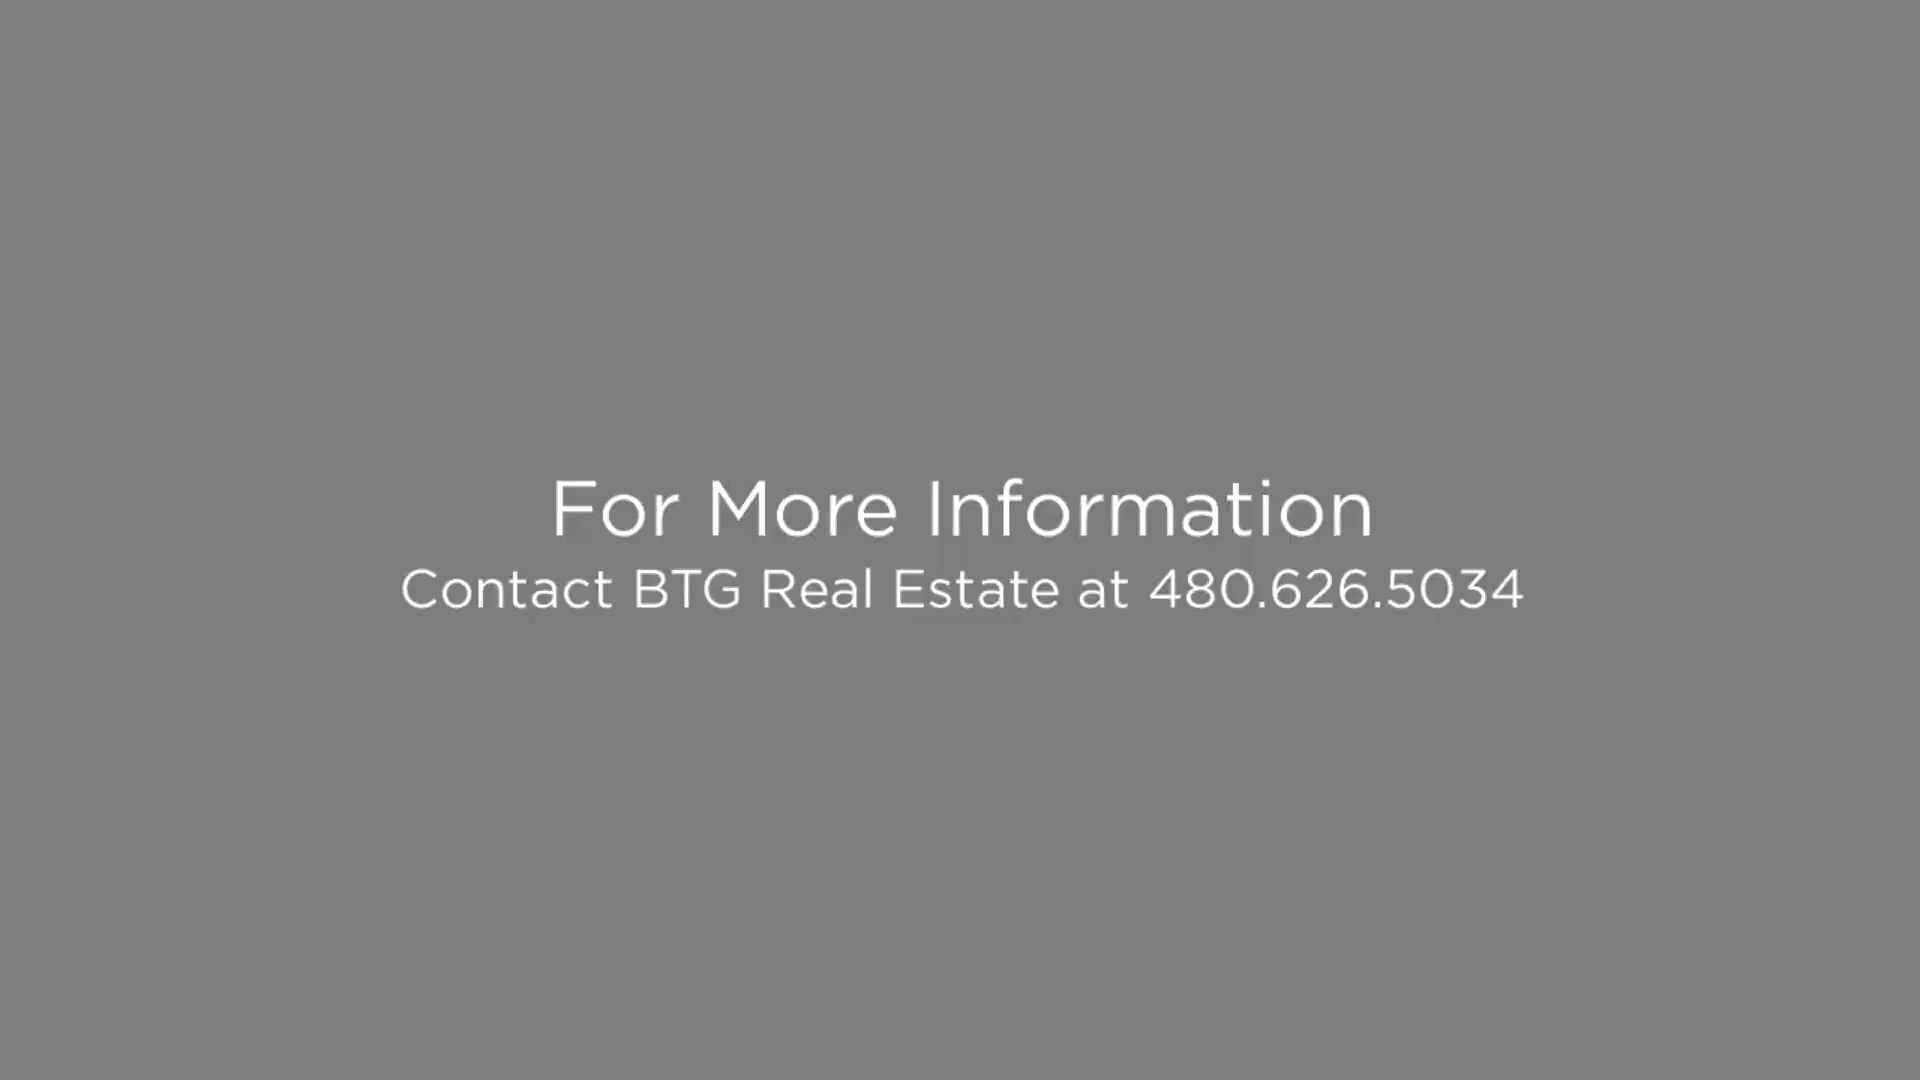 For More Information
Contact BTG Real Estate at 480.626.5034